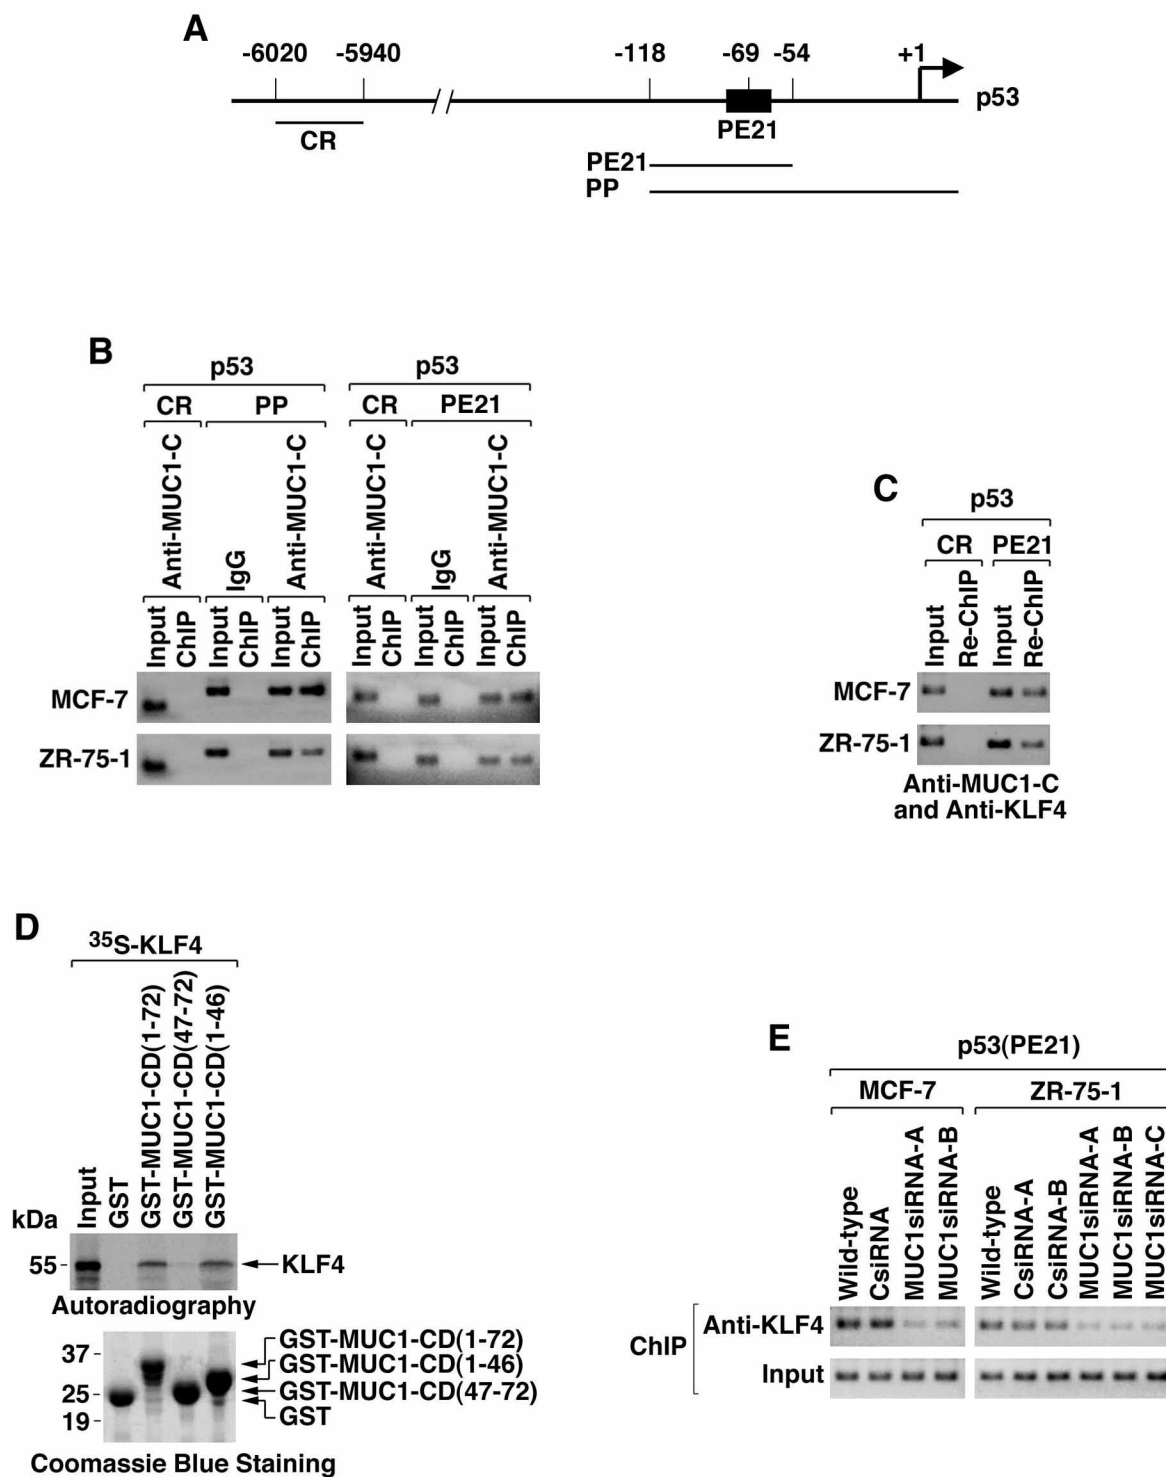 A
-6020 -5940 -118 -69 -54 +1
p53
CR
PE21
PE21
PP
B
p53 p53
CR PP CR PE21
Anti-MUC1-C IgG Anti-MUC1-C Anti-MUC1-C IgG Anti-MUC1-C
Input ChIP Input ChIP Input ChIP Input ChIP Input ChIP Input ChIP
MCF-7
ZR-75-1
C
p53
CR PE21
Input Re-ChIP Input Re-ChIP
MCF-7
ZR-75-1
Anti-MUC1-C
and Anti-KLF4
D
35S-KLF4
kDa Input GST GST-MUC1-CD(1-72) GST-MUC1-CD(47-72) GST-MUC1-CD(1-46)
55 KLF4
Autoradiography
37 GST-MUC1-CD(1-72)
GST-MUC1-CD(1-46)
25 GST-MUC1-CD(47-72)
19 GST
Coomassie Blue Staining
E
p53(PE21)
MCF-7 ZR-75-1
Wild-type CsiRNA MUC1siRNA-A MUC1siRNA-B Wild-type CsiRNA-A CsiRNA-B MUC1siRNA-A MUC1siRNA-B MUC1siRNA-C
ChIP
Anti-KLF4
Input